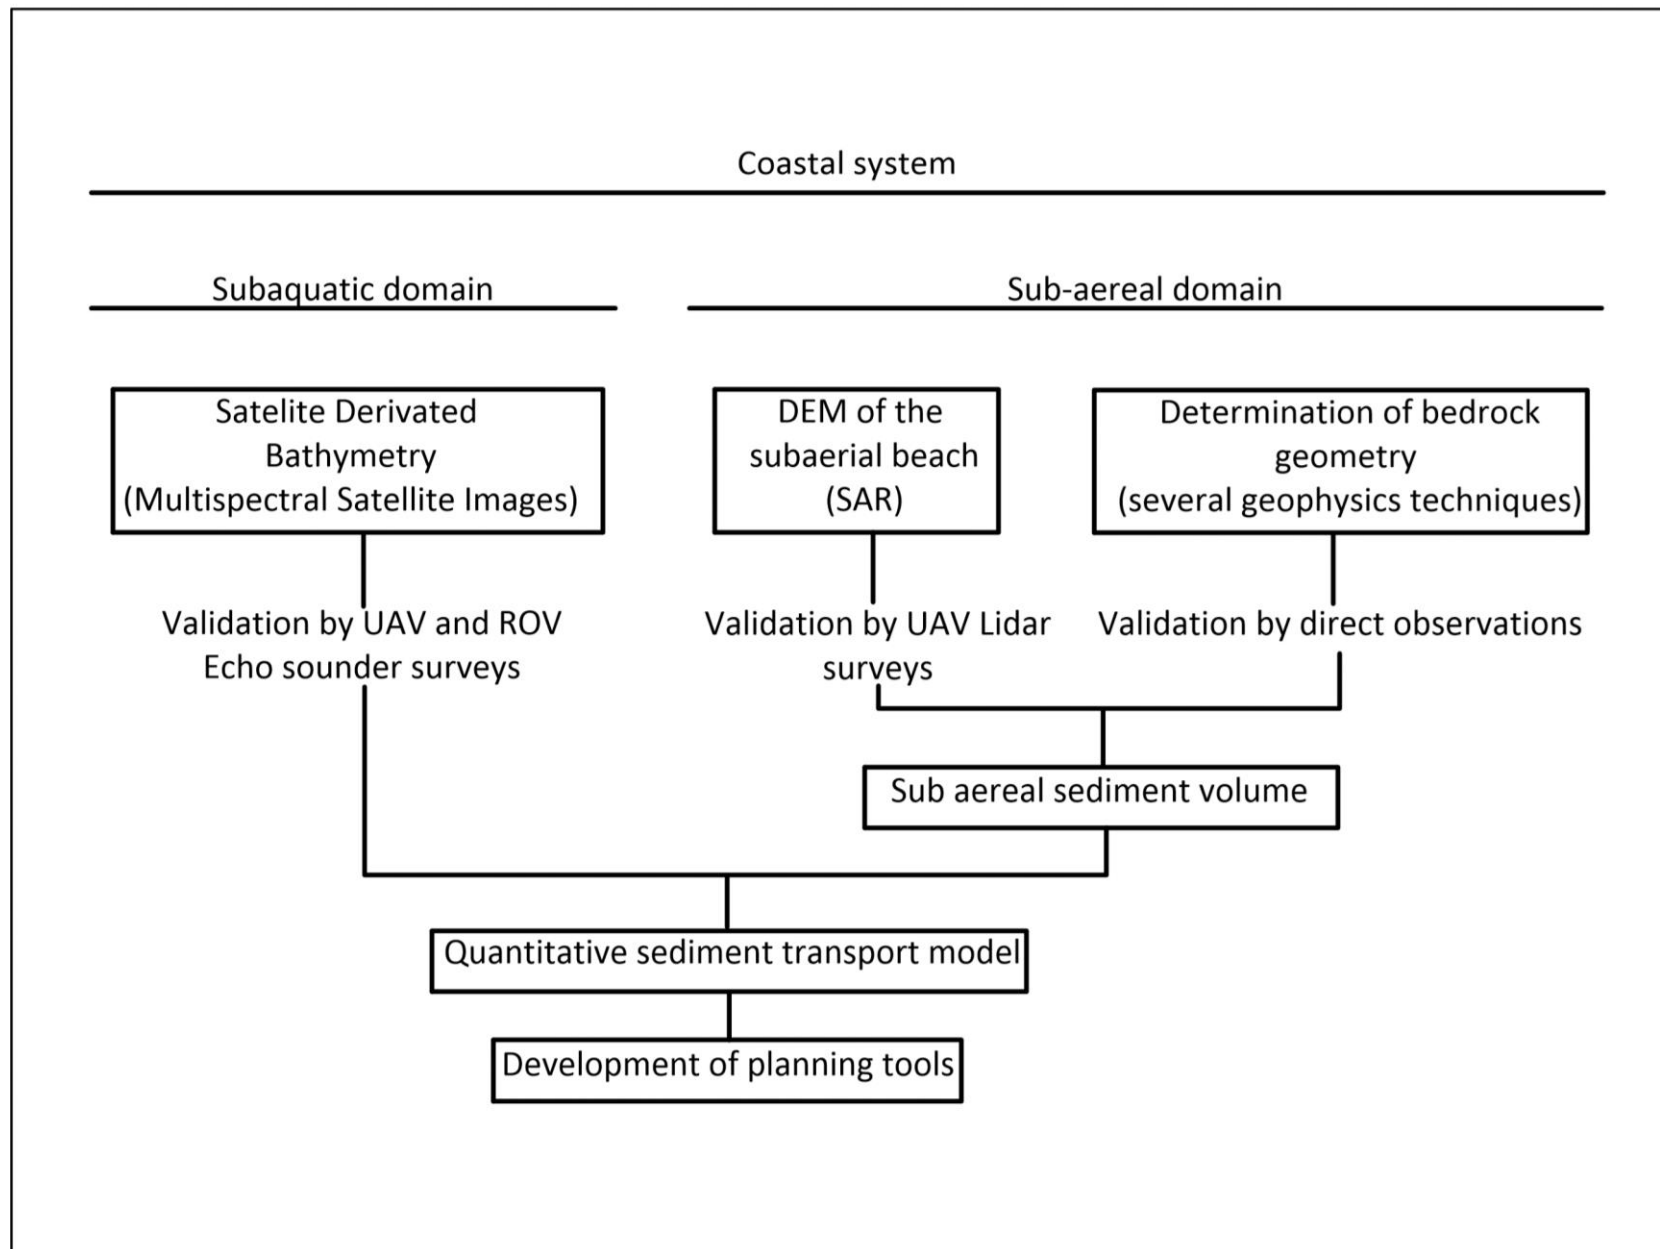 Coastal system
Subaquatic domain
Sub-aereal domain
Satelite Derivated
Bathymetry
(Multispectral Satellite Images)
DEM of the
subaerial beach
(SAR)
Determination of bedrock
geometry
(several geophysics techniques)
Validation by UAV and ROV
Echo sounder surveys
Validation by UAV Lidar
surveys
Validation by direct observations
Sub aereal sediment volume
Quantitative sediment transport model
Development of planning tools